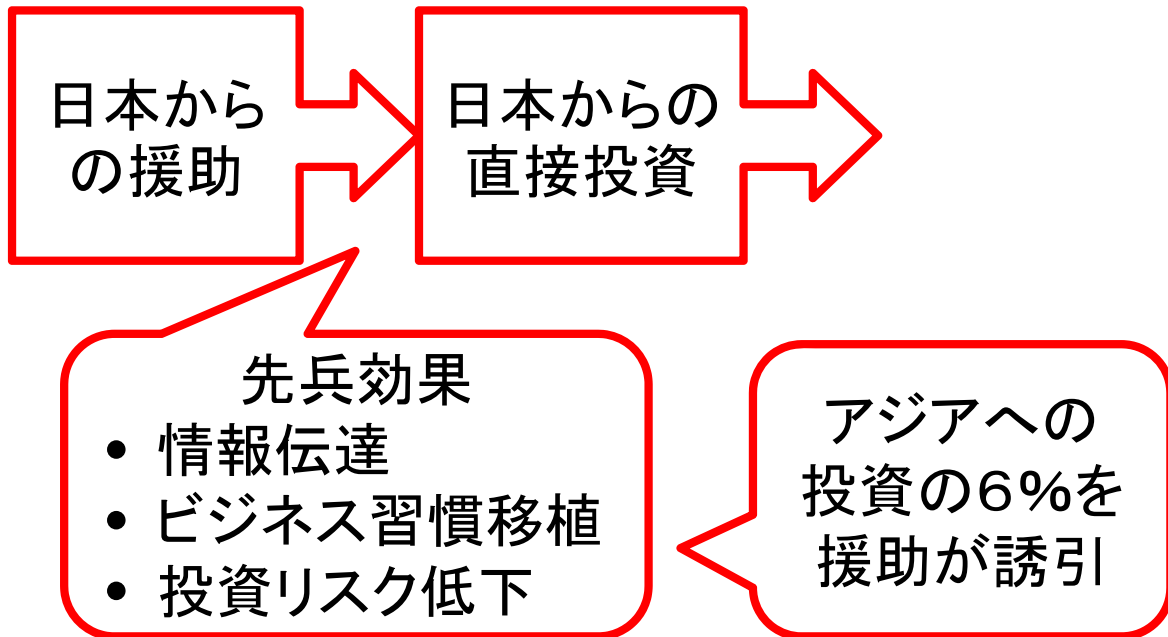 日本から
の援助
日本からの
直接投資
先兵効果
• 情報伝達
• ビジネス習慣移植
• 投資リスク低下
アジアへの
投資の6%を
援助が誘引